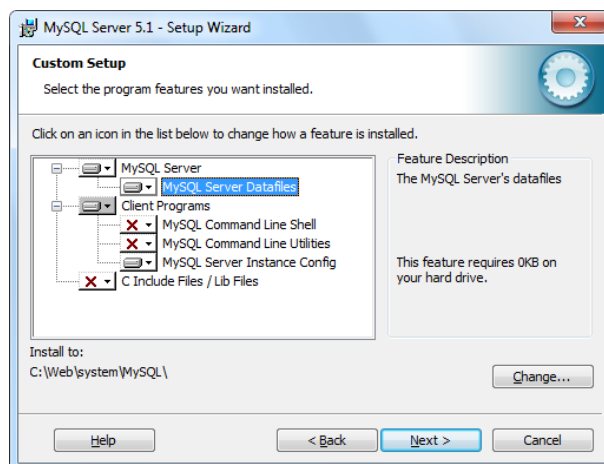 MySQL Server 5.1 - Setup Wizard
Custom Setup
Select the program features you want installed.
Click on an icon in the list below to change how a feature is installed.
MySQL Server
MySQL Server Datafiles
Client Programs
MySQL Command Line Shell
MySQL Command Line Utilities
MySQL Server Instance Config
C Include Files / Lib Files
Feature Description
The MySQL Server's datafiles
This feature requires 0KB on
your hard drive.
Install to:
C:\Web\system\MySQL\
Change...
Help
< Back
Next >
Cancel